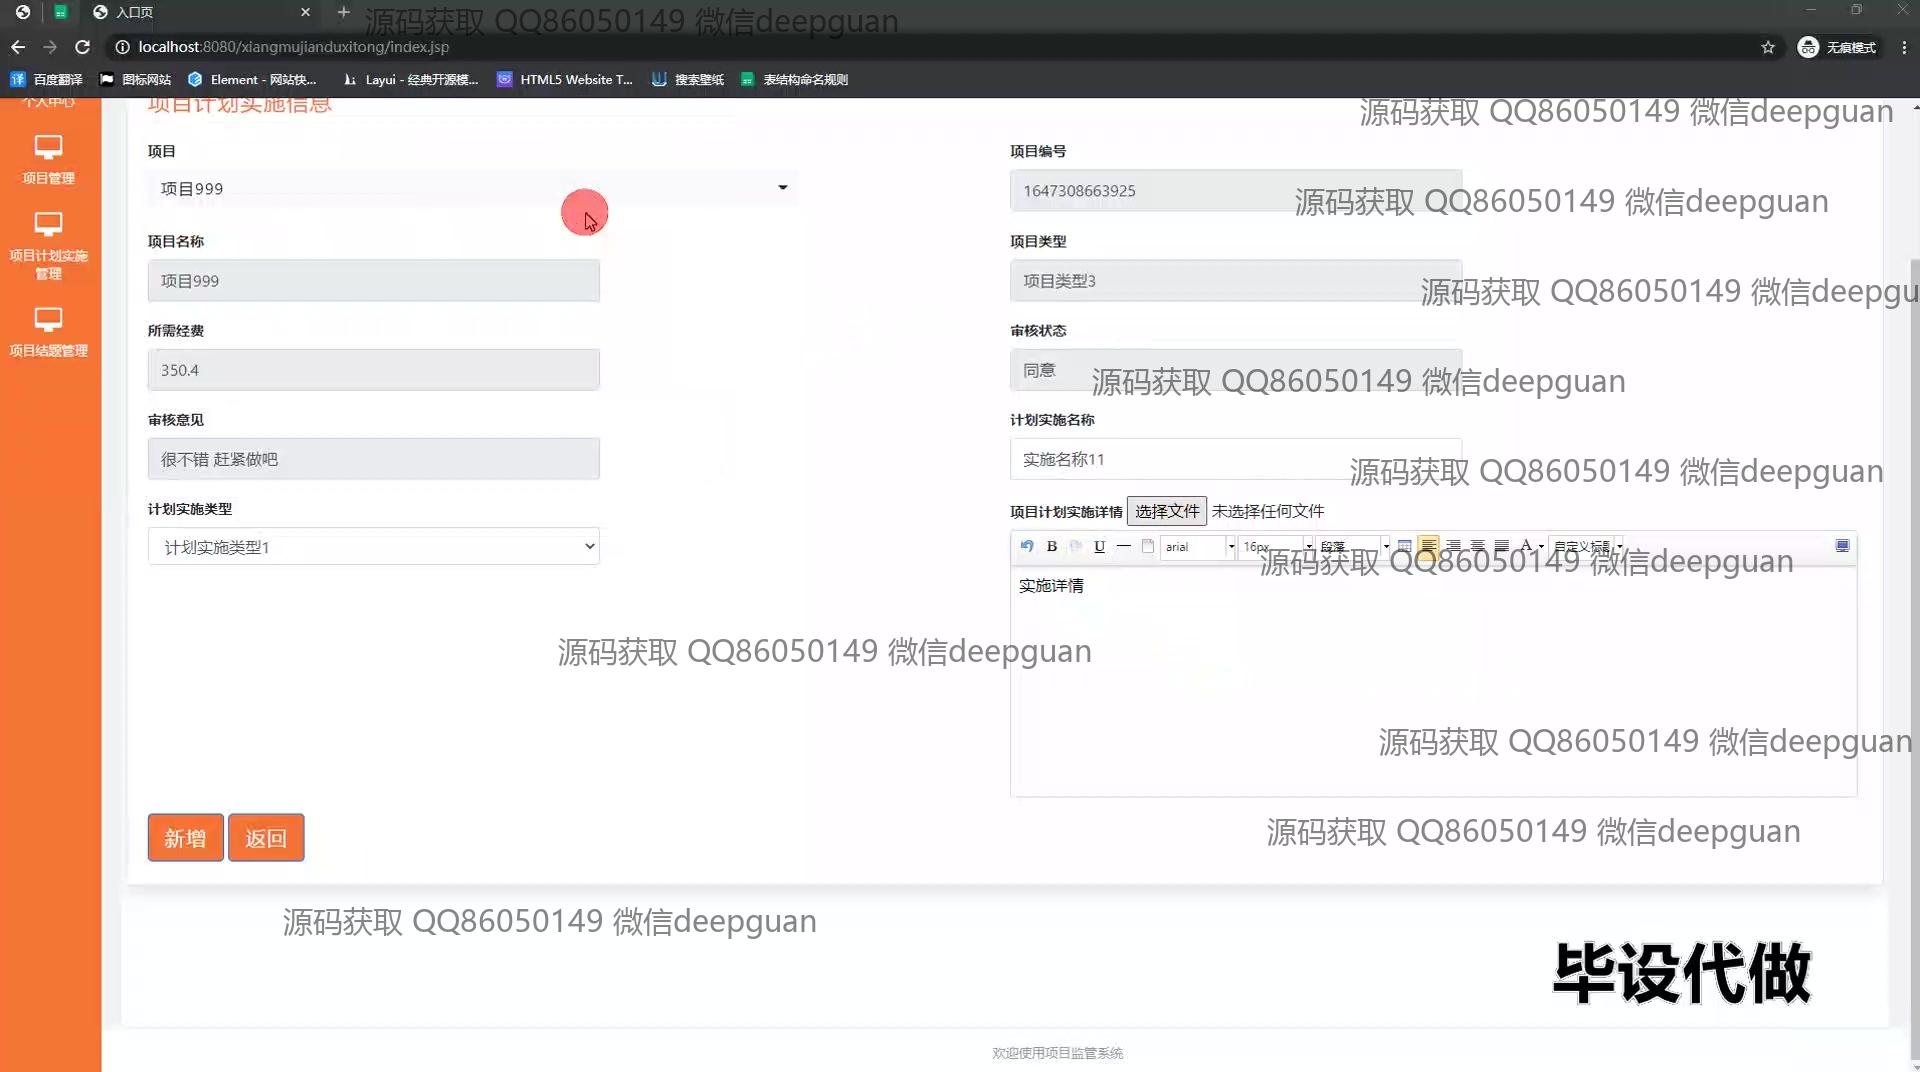 入口页
源码获取 QQ86050149 微信deepguan
localhost:8080/xiangmujianduxitong/index.jsp
无痕模式
百度翻译
图标网站
Element - 网站快...
Layui - 经典开源模...
HTML5 Website T...
搜索壁纸
表结构命名规则
个人中心
项目管理
项目计划实施
管理
项目结题管理
项目计划实施信息
源码获取 QQ86050149 微信deepguan
项目
项目999
项目编号
1647308663925
源码获取 QQ86050149 微信deepguan
项目名称
项目999
项目类型
项目类型3
源码获取 QQ86050149 微信deepgu
所需经费
350.4
审核状态
同意
源码获取 QQ86050149 微信deepguan
审核意见
很不错 赶紧做吧
计划实施名称
实施名称11
源码获取 QQ86050149 微信deepguan
计划实施类型
计划实施类型1
项目计划实施详情 选择文件 未选择任何文件
B U arial 16px 段落 A 自定义标题
源码获取 QQ86050149 微信deepguan
实施详情
源码获取 QQ86050149 微信deepguan
源码获取 QQ86050149 微信deepguan
新增 返回
源码获取 QQ86050149 微信deepguan
源码获取 QQ86050149 微信deepguan
毕设代做
欢迎使用项目监管系统